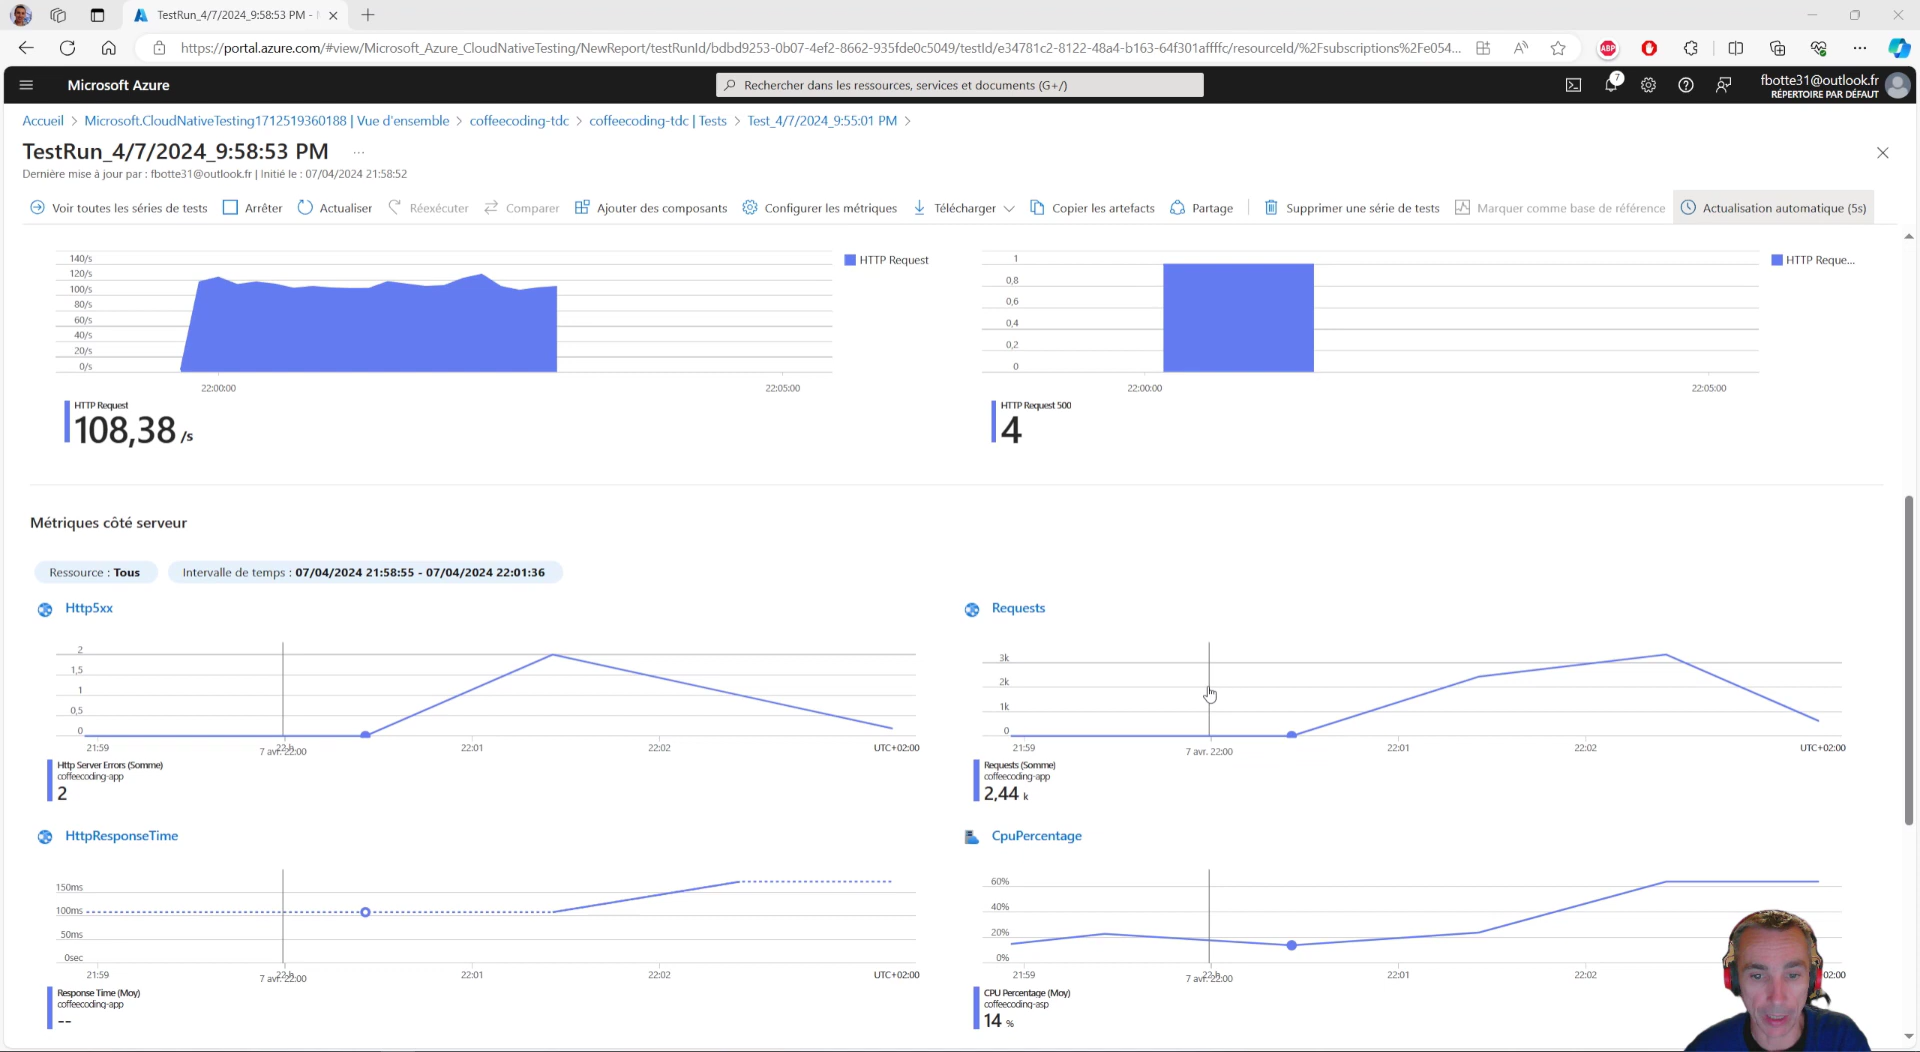 TestRun_4/7/2024_9:58:53 PM -
https://portal.azure.com/#view/Microsoft_Azure_CloudNativeTesting/NewReport/testRunId/bdbd9253-0b07-4ef2-8662-935fde0c5049/testId/e34781c2-8122-48a4-b163-64f301affffc/resourceId/%2Fsubscriptions%2Fe054...
ABP
Microsoft Azure
Rechercher dans les ressources, services et documents (G+/)
7
fbotte31@outlook.fr
RÉPERTOIRE PAR DÉFAUT
Accueil > Microsoft.CloudNativeTesting1712519360188 | Vue d'ensemble > coffeecoding-tdc > coffeecoding-tdc | Tests > Test_4/7/2024_9:55:01 PM >
TestRun_4/7/2024_9:58:53 PM ...
Dernière mise à jour par : fbotte31@outlook.fr | Initié le : 07/04/2024 21:58:52
Voir toutes les séries de tests Arrêter Actualiser Réexécuter Comparer Ajouter des composants Configurer les métriques Télécharger Copier les artefacts Partage Supprimer une série de tests Marquer comme base de référence Actualisation automatique (5s)
140/s
120/s
100/s
80/s
60/s
40/s
20/s
0/s
22:00:00 22:05:00
HTTP Request
HTTP Request
108,38 /s
1
0,8
0,6
0,4
0,2
0
22:00:00 22:05:00
HTTP Reque...
HTTP Request 500
4
Métriques côté serveur
Ressource : Tous Intervalle de temps : 07/04/2024 21:58:55 - 07/04/2024 22:01:36
Http5xx
2
1,5
1
0,5
0
21:59 7 avr. 22:00 22:01 22:02 UTC+02:00
Http Server Errors (Somme)
coffeecoding-app
2
Requests
3k
2k
1k
0
21:59 7 avr. 22:00 22:01 22:02 UTC+02:00
Requests (Somme)
coffeecoding-app
2,44 k
HttpResponseTime
150ms
100ms
50ms
0sec
21:59 7 avr. 22:00 22:01 22:02 UTC+02:00
Response Time (Moy)
coffeecoding-app
--
CpuPercentage
60%
40%
20%
0%
21:59 7 avr. 22:00 22:01 22:02 02:00
CPU Percentage (Moy)
coffeecoding-asp
14 %